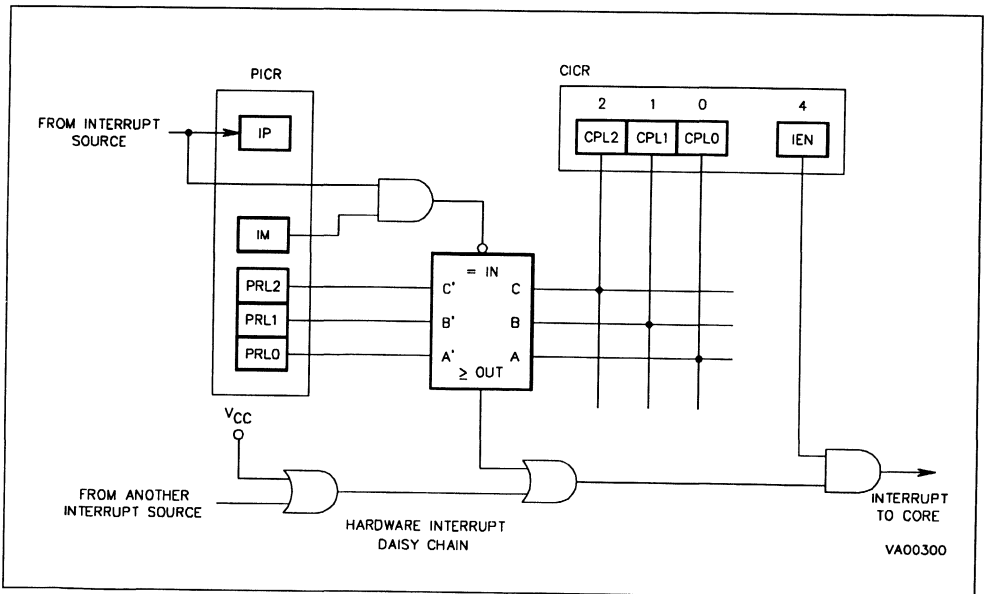 PICR
CICR
2 1 0 4
FROM INTERRUPT
SOURCE
IP
CPL2 CPL1 CPL0 IEN
IM
= IN
PRL2
C' C
PRL1
B' B
PRL0
A' A
≥ OUT
VCC
FROM ANOTHER
INTERRUPT SOURCE
HARDWARE INTERRUPT
DAISY CHAIN
INTERRUPT
TO CORE
VA00300